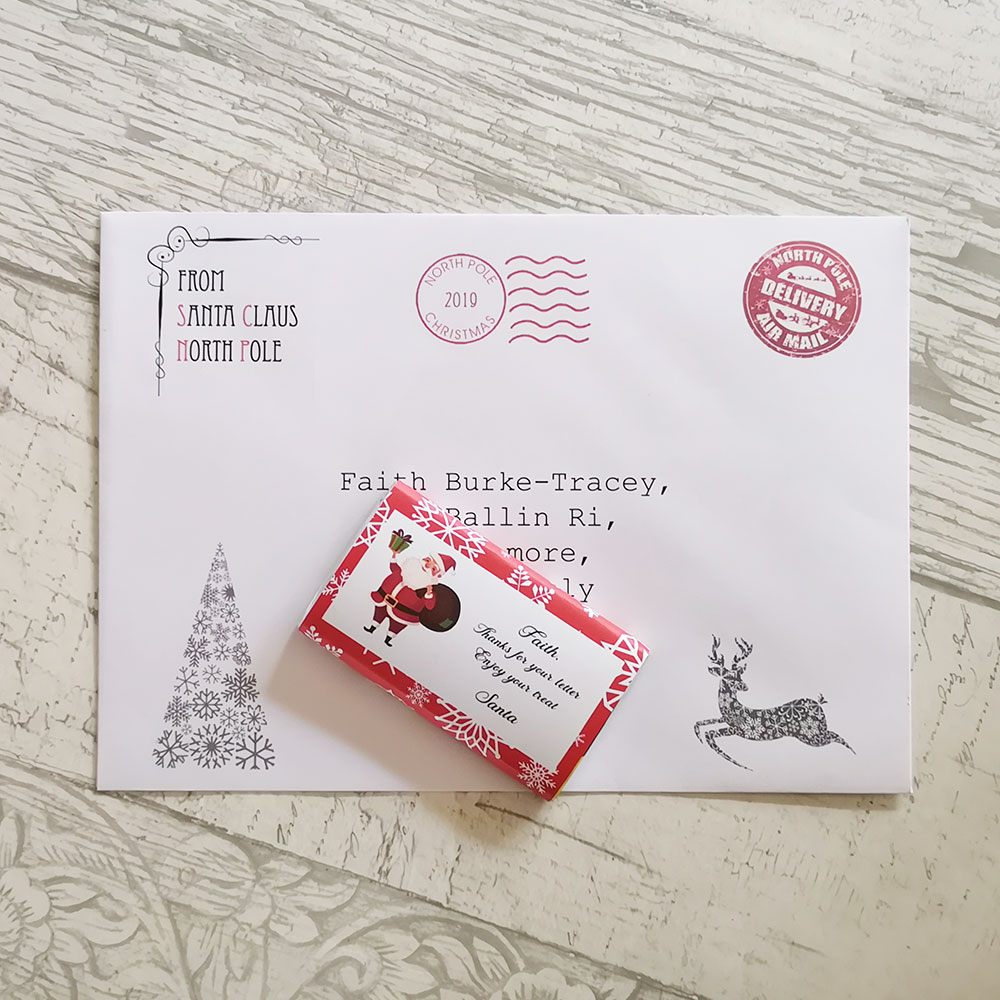 FROM
SANTA CLAUS
NORTH POLE
NORTH POLE
2019
CHRISTMAS
NORTH POLE
DELIVERY
AIR MAIL
Faith Burke-Tracey,
Ballin Ri,
Faith,
Thanks for your letter
Enjoy your treat
Santa